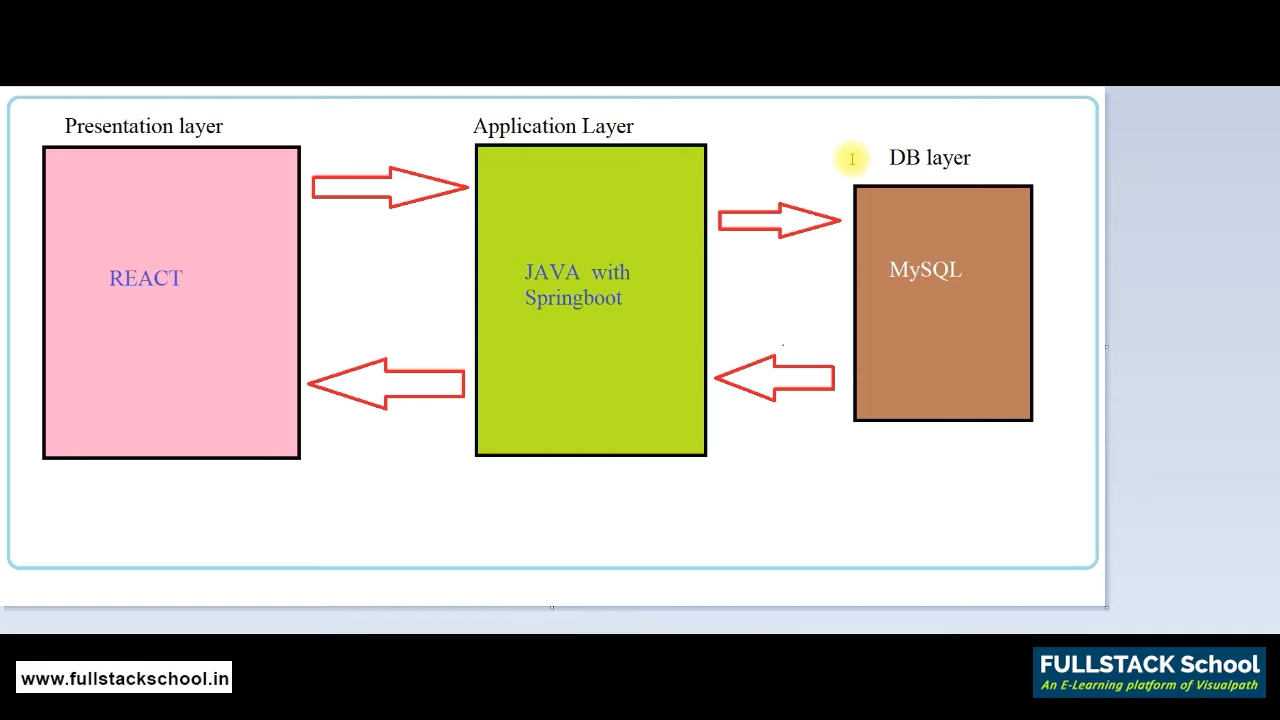 Presentation layer
Application Layer
DB layer
REACT
JAVA with
Springboot
MySQL
www.fullstackschool.in
FULLSTACK School
An E-Learning platform of Visualpath